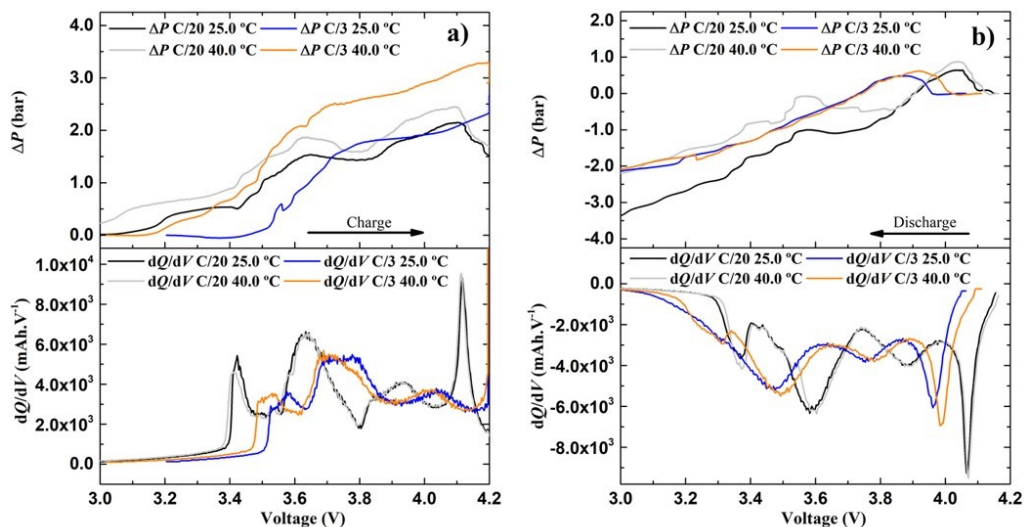 a)
ΔP C/20 25.0 ºC ΔP C/3 25.0 ºC
ΔP C/20 40.0 ºC ΔP C/3 40.0 ºC
4.0
3.0
2.0
1.0
0.0
ΔP (bar)
Charge
dQ/dV C/20 25.0 ºC dQ/dV C/3 25.0 ºC
dQ/dV C/20 40.0 ºC dQ/dV C/3 40.0 ºC
1.0x10⁴
8.0x10³
6.0x10³
4.0x10³
2.0x10³
0.0
dQ/dV (mAh.V⁻¹)
3.0 3.2 3.4 3.6 3.8 4.0 4.2
Voltage (V)
b)
ΔP C/20 25.0 ºC ΔP C/3 25.0 ºC
ΔP C/20 40.0 ºC ΔP C/3 40.0 ºC
2.0
1.0
0.0
-1.0
-2.0
-3.0
-4.0
ΔP (bar)
Discharge
dQ/dV C/20 25.0 ºC dQ/dV C/3 25.0 ºC
dQ/dV C/20 40.0 ºC dQ/dV C/3 40.0 ºC
0.0
-2.0x10³
-4.0x10³
-6.0x10³
-8.0x10³
dQ/dV (mAh.V⁻¹)
3.0 3.2 3.4 3.6 3.8 4.0 4.2
Voltage (V)